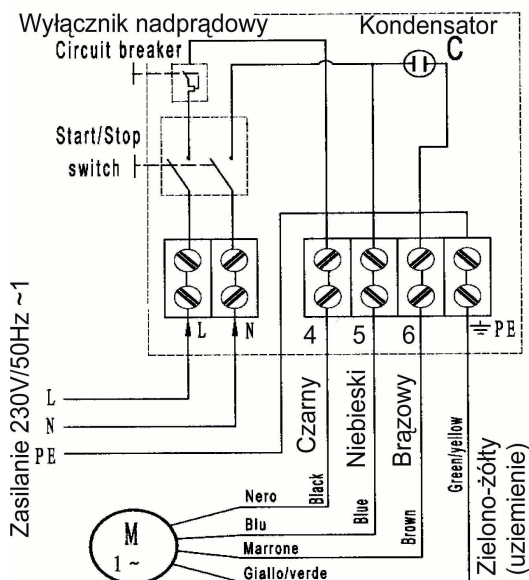 Wyłącznik nadprądowy
Kondensator
Circuit breaker
C
Start/Stop
switch
L
N
4
5
6
PE
Zasilanie 230V/50Hz ~1
L
N
PE
Czarny
Niebieski
Brązowy
Zielono-żółty
(uziemienie)
Black
Blue
Brown
Green/yellow
Nero
Blu
Marrone
Giallo/verde
M
1 ~